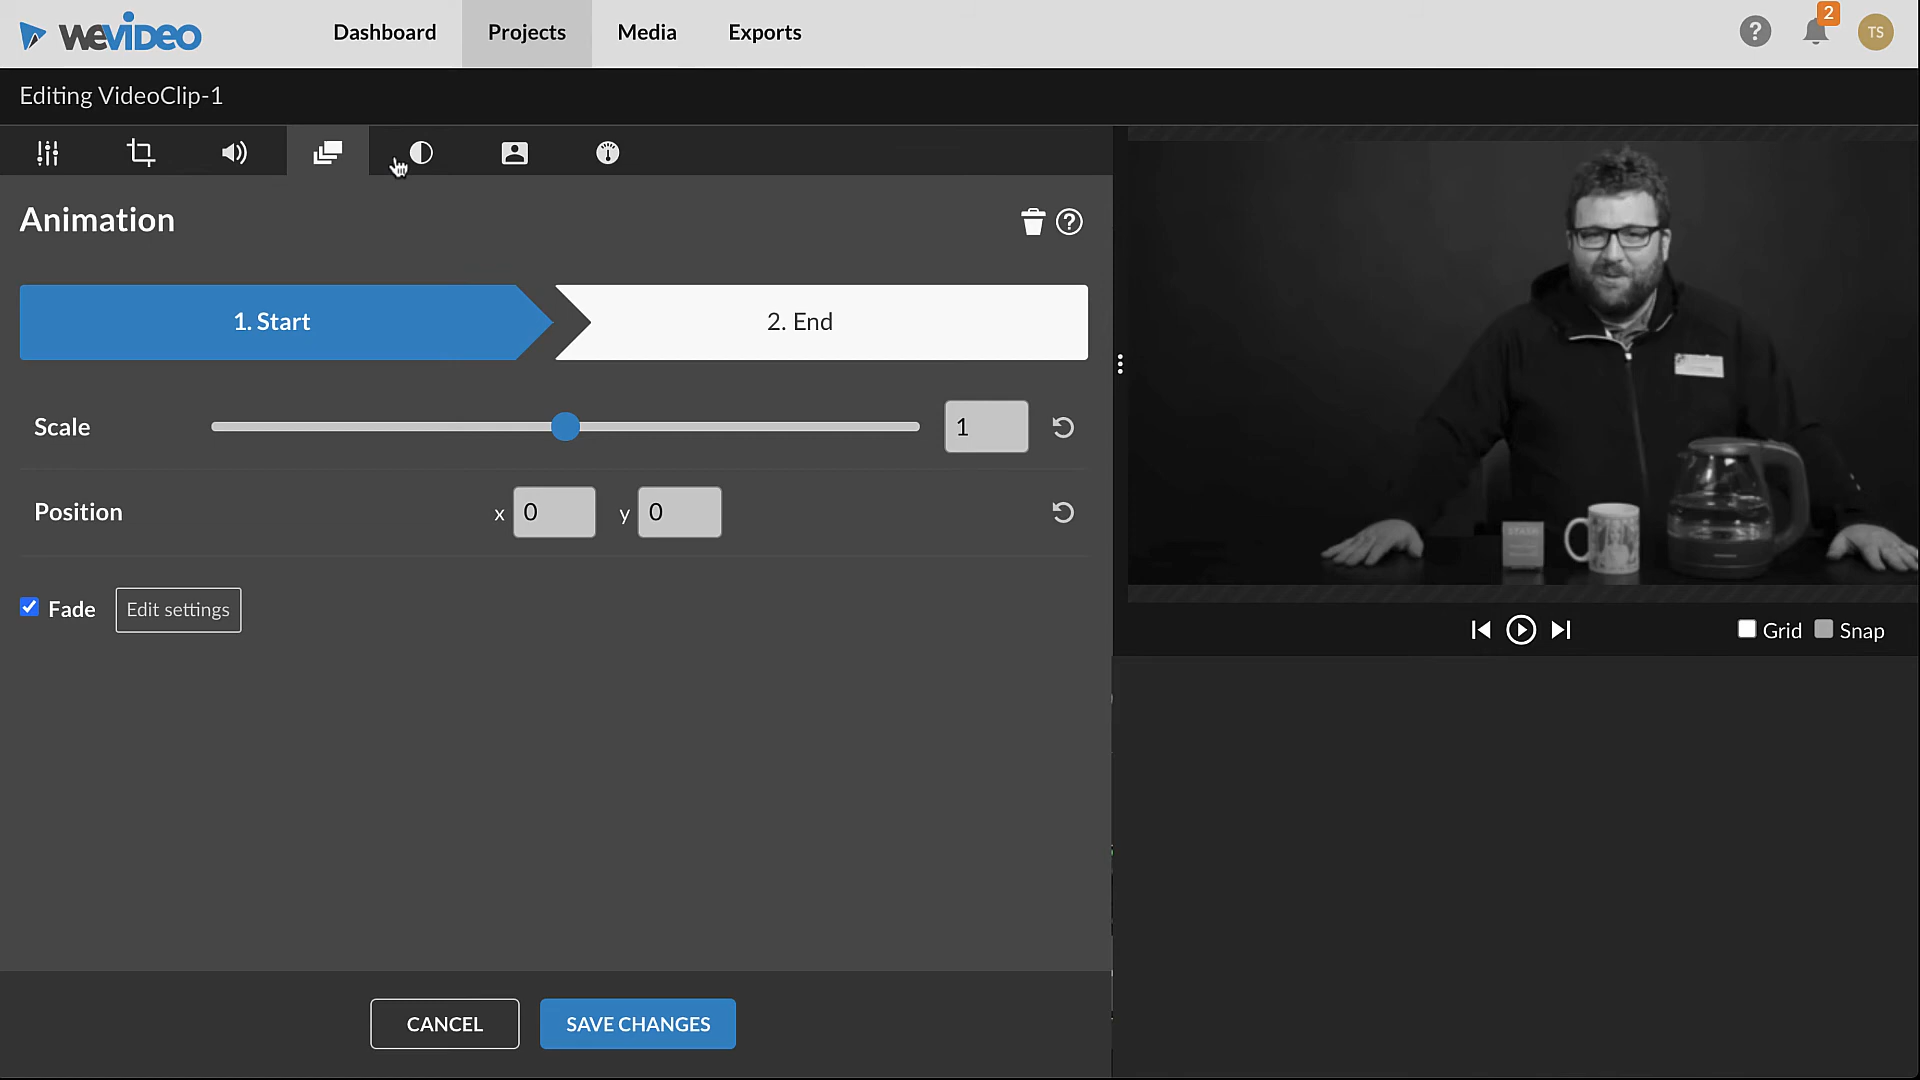 WEVIDEO
Dashboard
Projects
Media
Exports
2
TS
Editing VideoClip-1
Animation
1. Start
2. End
Scale
1
Position
x
0
y
0
Fade
Edit settings
Grid
Snap
CANCEL
SAVE CHANGES